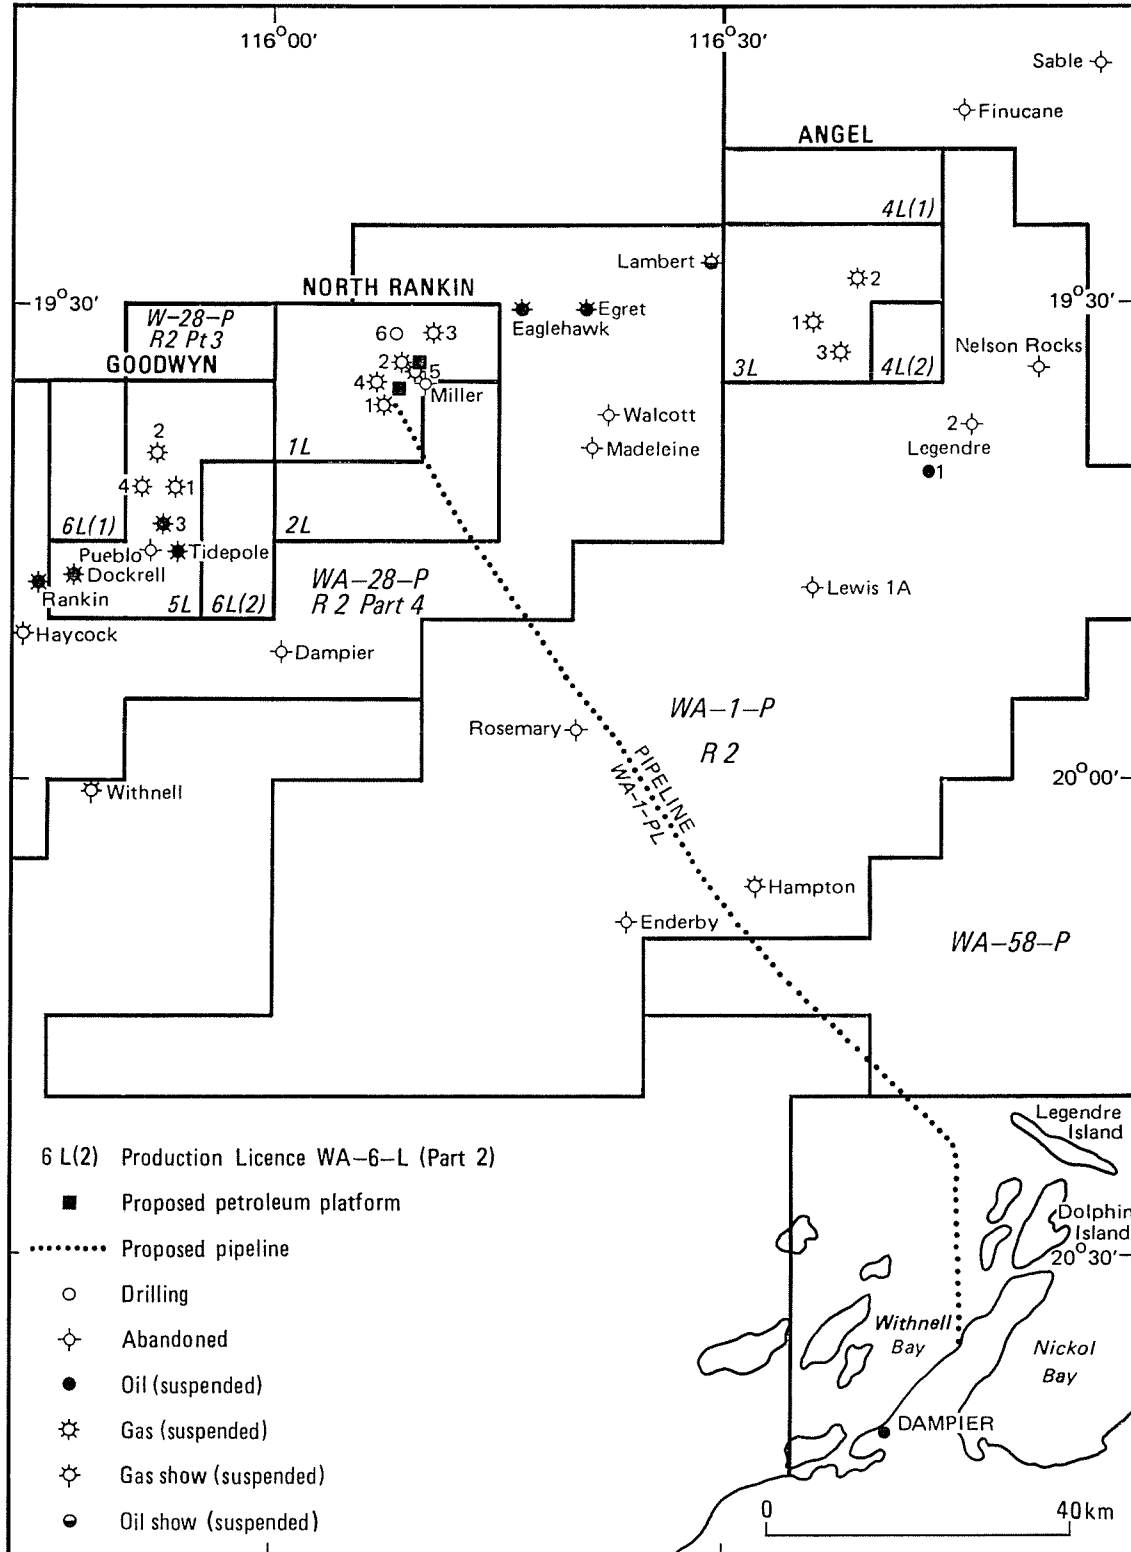 116°00'
116°30'
Sable
Finucane
ANGEL
4L(1)
Lambert
2
NORTH RANKIN
19°30'
19°30'
W-28-P
R2 Pt 3
Egret
Eaglehawk
1
6
3
GOODWYN
2
5
3
Nelson Rocks
3L
4L(2)
4
Miller
1
Walcott
2
2
Madeleine
1L
Legendre
1
4
1
6L(1)
3
2L
Pueblo
Tidepole
Dockrell
WA-28-P
R 2 Part 4
Lewis 1A
Rankin
5L
6L(2)
Haycock
Dampier
WA-1-P
R 2
Rosemary
PIPELINE
WA-1-PL
20°00'
Withnell
Hampton
Enderby
WA-58-P
Legendre
Island
6 L(2) Production Licence WA-6-L (Part 2)
Proposed petroleum platform
Dolphin
Island
Proposed pipeline
20°30'
Drilling
Abandoned
Withnell
Bay
Nickol
Bay
Oil (suspended)
Gas (suspended)
DAMPIER
Gas show (suspended)
Oil show (suspended)
0 40 km